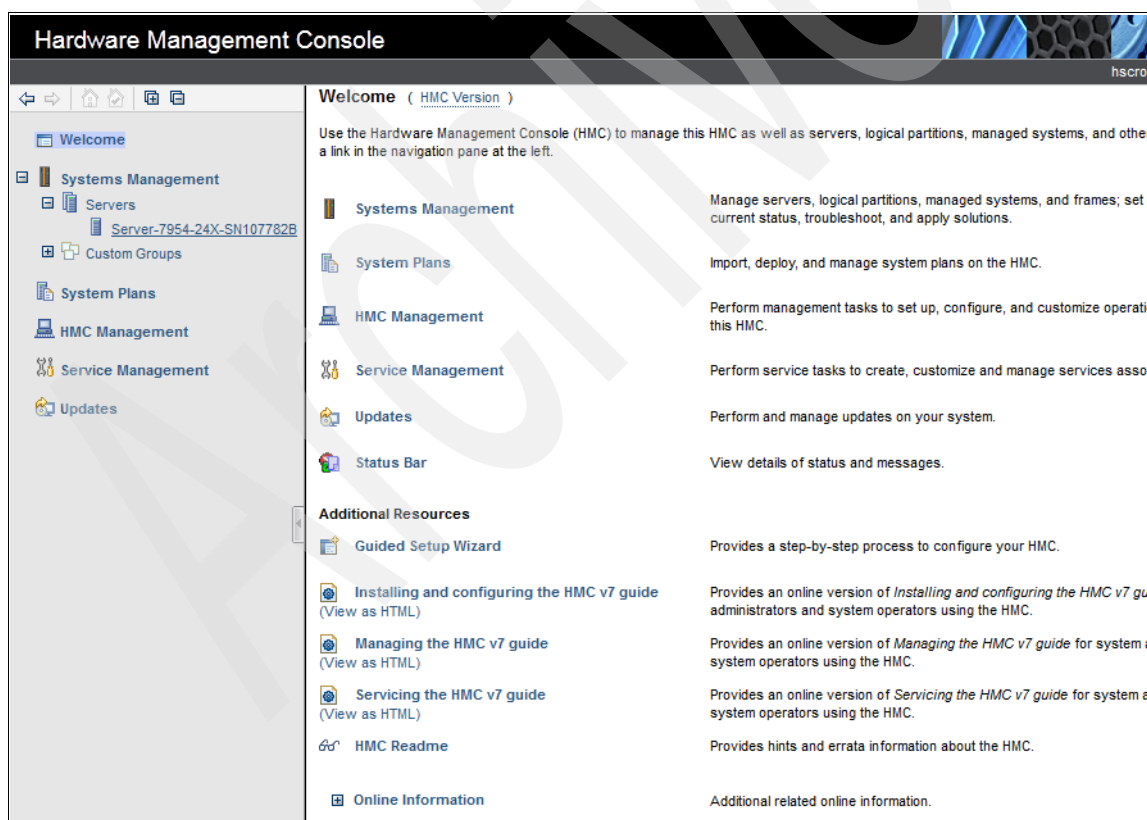 Hardware Management Console
hscro
Welcome ( HMC Version )
Use the Hardware Management Console (HMC) to manage this HMC as well as servers, logical partitions, managed systems, and othe
a link in the navigation pane at the left.
Welcome
Systems Management
Servers
Server-7954-24X-SN107782B
Custom Groups
System Plans
HMC Management
Service Management
Updates
Systems Management
Manage servers, logical partitions, managed systems, and frames; set
current status, troubleshoot, and apply solutions.
System Plans
Import, deploy, and manage system plans on the HMC.
HMC Management
Perform management tasks to set up, configure, and customize operati
this HMC.
Service Management
Perform service tasks to create, customize and manage services asso
Updates
Perform and manage updates on your system.
Status Bar
View details of status and messages.
Additional Resources
Guided Setup Wizard
Provides a step-by-step process to configure your HMC.
Installing and configuring the HMC v7 guide
(View as HTML)
Provides an online version of Installing and configuring the HMC v7 gu
administrators and system operators using the HMC.
Managing the HMC v7 guide
(View as HTML)
Provides an online version of Managing the HMC v7 guide for system a
system operators using the HMC.
Servicing the HMC v7 guide
(View as HTML)
Provides an online version of Servicing the HMC v7 guide for system a
system operators using the HMC.
HMC Readme
Provides hints and errata information about the HMC.
Online Information
Additional related online information.